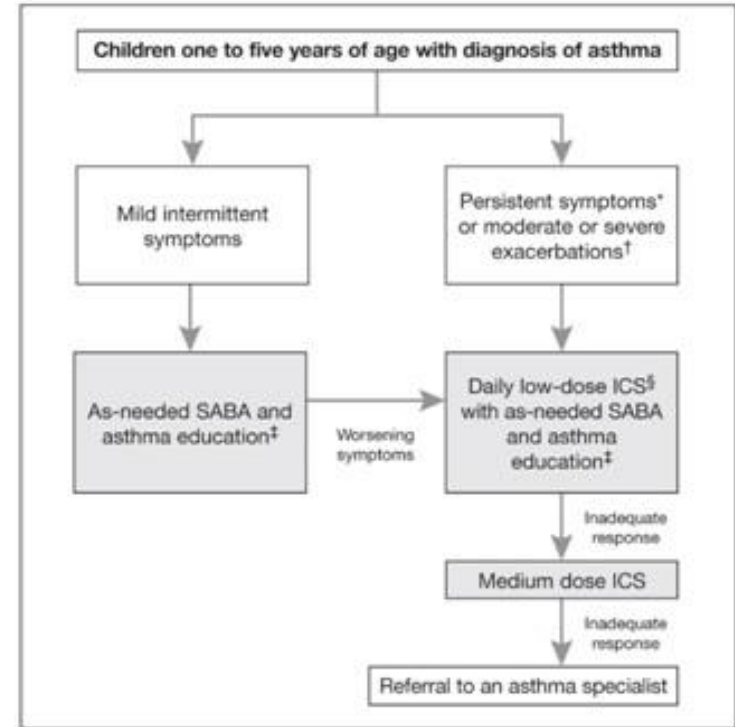 Children one to five years of age with diagnosis of asthma
Mild intermittent
symptoms
Persistent symptoms*
or moderate or severe
exacerbations†
As-needed SABA and
asthma education‡
Worsening
symptoms
Daily low-dose ICS§
with as-needed SABA
and asthma
education‡
Inadequate
response
Medium dose ICS
Inadequate
response
Referral to an asthma specialist